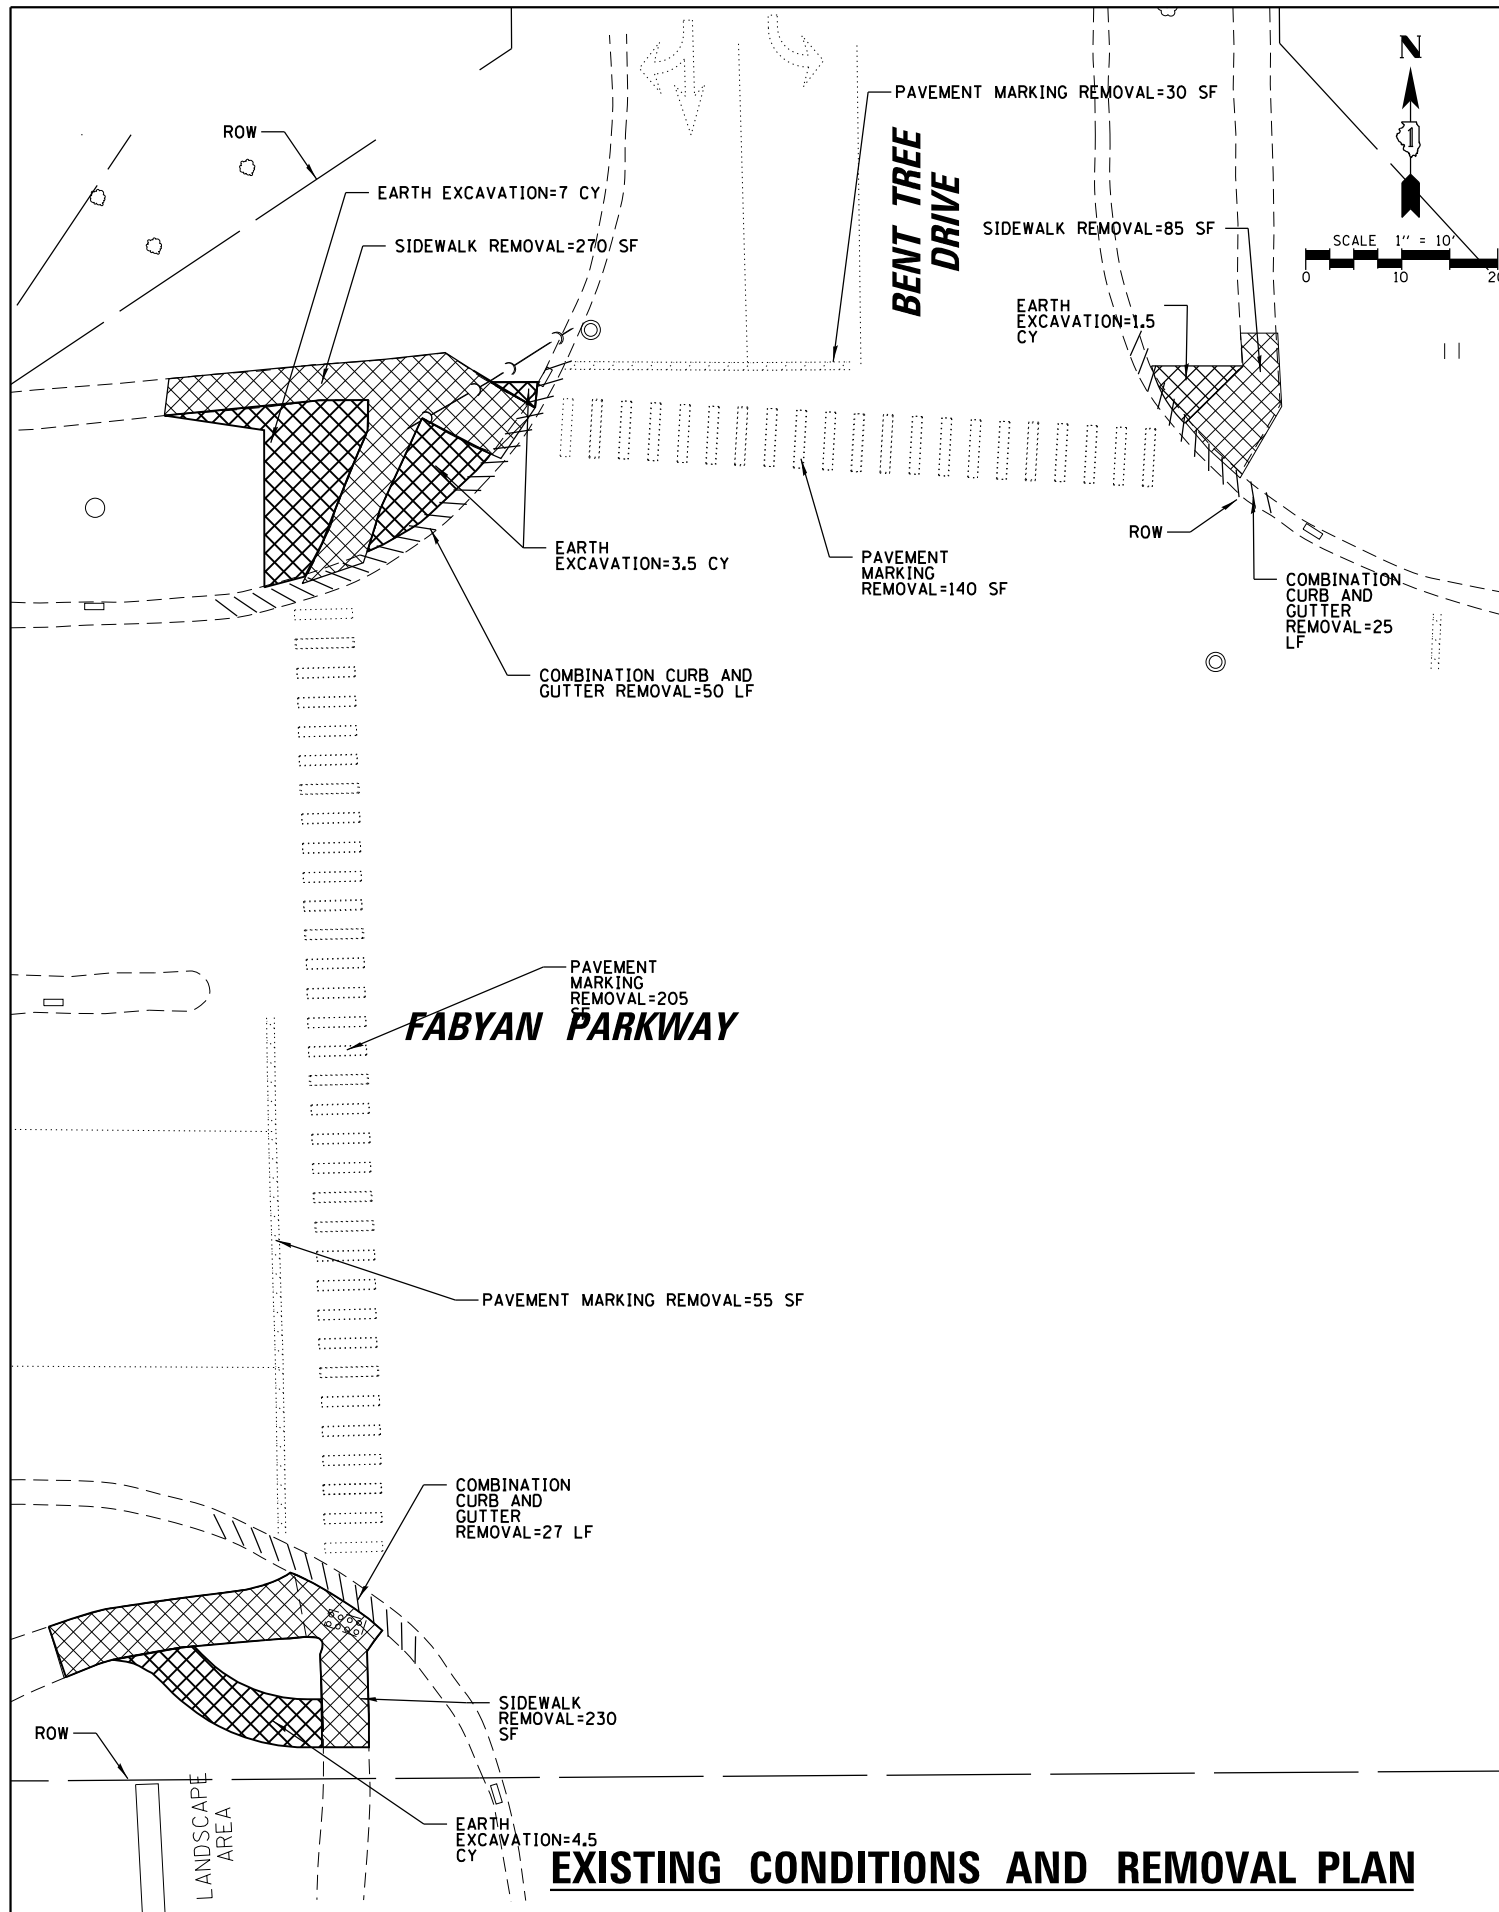 PAVEMENT MARKING REMOVAL=30 SF
N
1
ROW
BENT TREE
DRIVE
EARTH EXCAVATION=7 CY
SIDEWALK REMOVAL=270 SF
SIDEWALK REMOVAL=85 SF
SCALE 1'' = 10'
0 10 20
EARTH
EXCAVATION=1.5
CY
EARTH
EXCAVATION=3.5 CY
PAVEMENT
MARKING
REMOVAL=140 SF
ROW
COMBINATION
CURB AND
GUTTER
REMOVAL=25
LF
COMBINATION CURB AND
GUTTER REMOVAL=50 LF
PAVEMENT
MARKING
REMOVAL=205
SF
FABYAN PARKWAY
PAVEMENT MARKING REMOVAL=55 SF
COMBINATION
CURB AND
GUTTER
REMOVAL=27 LF
SIDEWALK
REMOVAL=230
SF
ROW
LANDSCAPE
AREA
EARTH
EXCAVATION=4.5
CY
EXISTING CONDITIONS AND REMOVAL PLAN